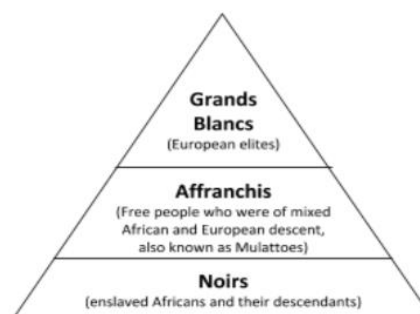 Grands
Blancs
(European elites)
Affranchis
(Free people who were of mixed
African and European descent,
also known as Mulattoes)
Noirs
(enslaved Africans and their descendants)